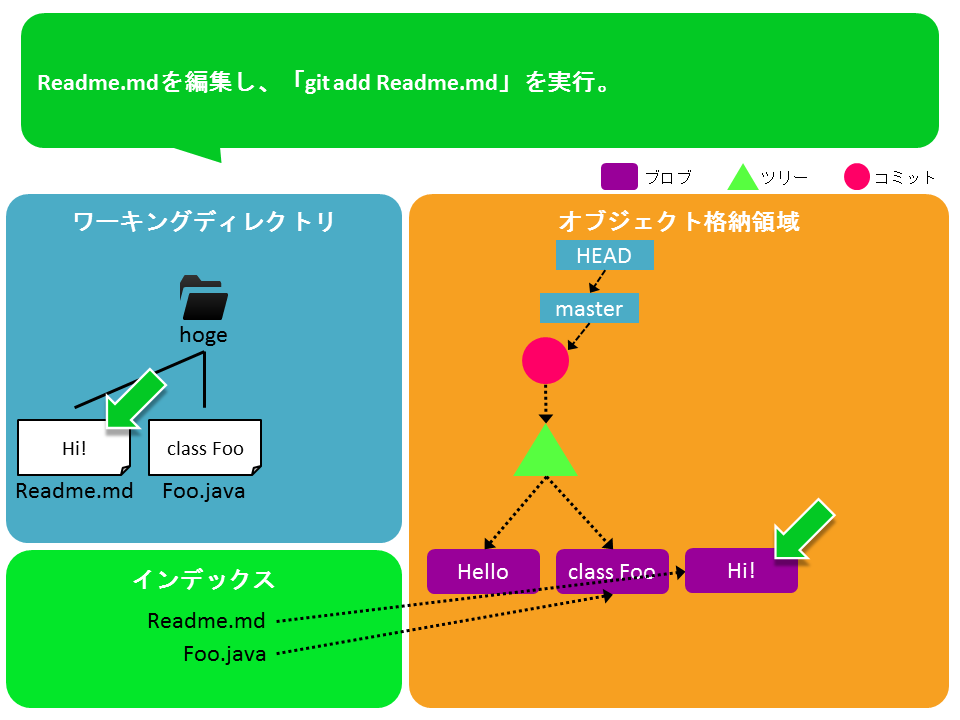 Readme.mdを編集し、「git add Readme.md」を実行。
ブロブ ツリー コミット
ワーキングディレクトリ
hoge
Hi! class Foo
Readme.md Foo.java
インデックス
Readme.md
Foo.java
オブジェクト格納領域
HEAD
master
Hello class Foo Hi!